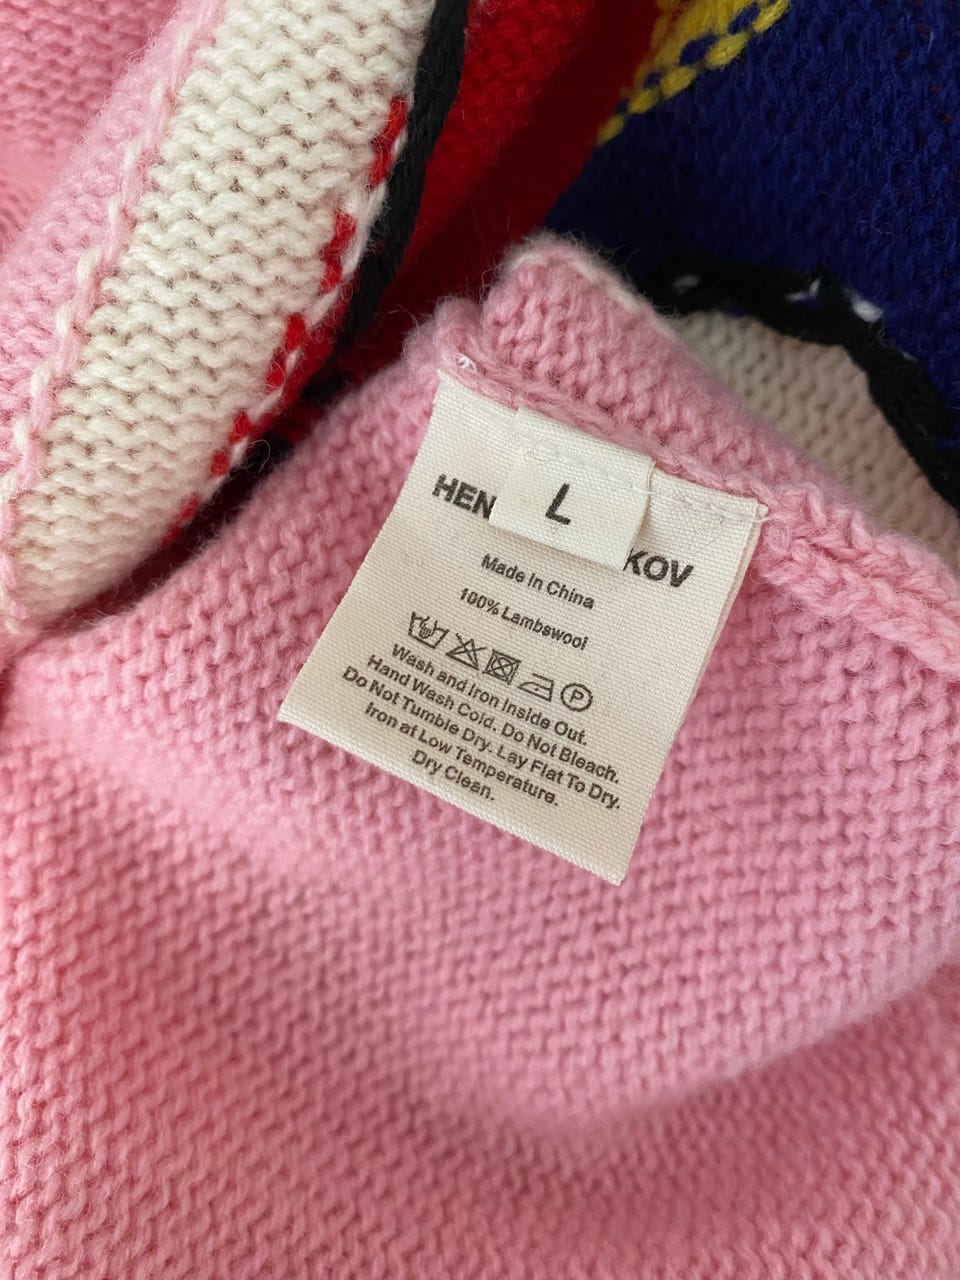 L
HEN KOV
Made In China
100% Lambswool
P
Wash and Iron Inside Out.
Hand Wash Cold. Do Not Bleach.
Do Not Tumble Dry. Lay Flat To Dry.
Iron at Low Temperature.
Dry Clean.